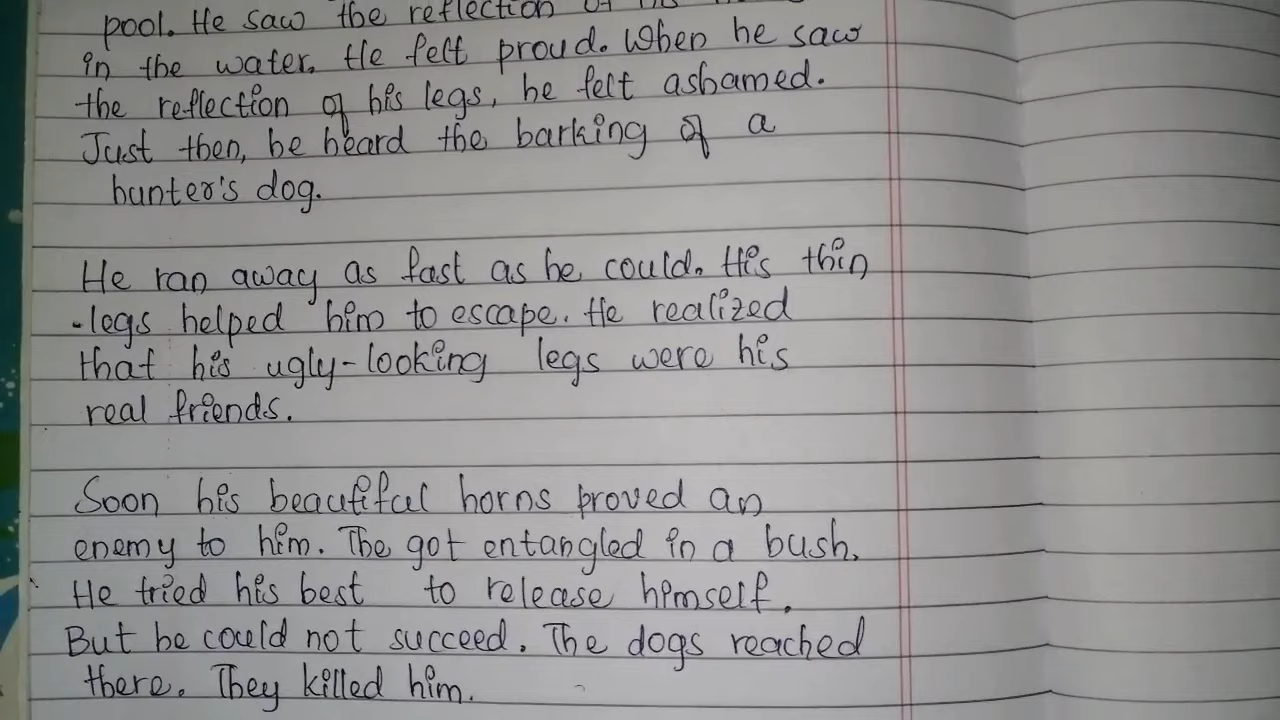 pool. He saw the reflection of his
in the water. He felt proud. When he saw
the reflection of his legs, he felt ashamed.
Just then, he heard the barking of a
hunter's dog.
He ran away as fast as he could. His thin
-legs helped him to escape. He realized
that his ugly-looking legs were his
real friends.
Soon his beautiful horns proved an
enemy to him. The got entangled in a bush.
He tried his best to release himself.
But he could not succeed. The dogs reached
there. They killed him.